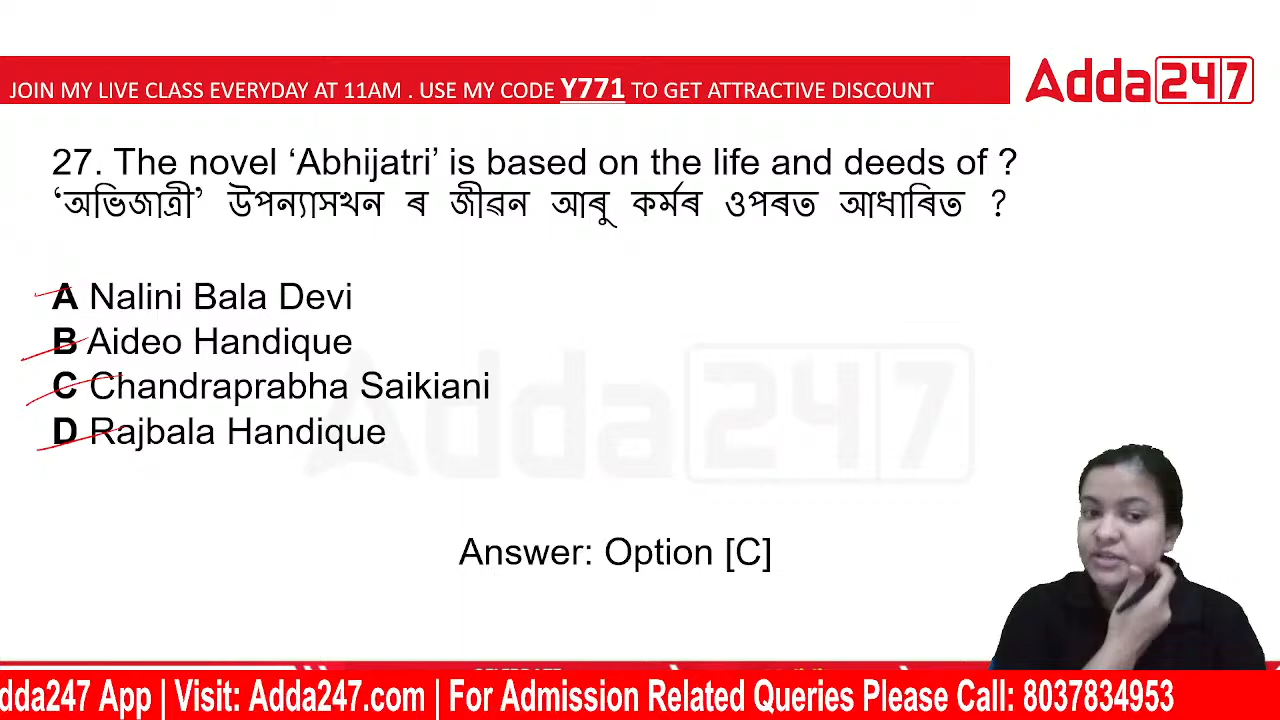 JOIN MY LIVE CLASS EVERYDAY AT 11AM . USE MY CODE Y771 TO GET ATTRACTIVE DISCOUNT
Adda247
27. The novel ‘Abhijatri’ is based on the life and deeds of ?
‘অভিজাত্ৰী’ উপন্যাসখন ৰ জীৱন আৰু কৰ্মৰ ওপৰত আধাৰিত ?
A Nalini Bala Devi
B Aideo Handique
C Chandraprabha Saikiani
D Rajbala Handique
Adda247
Answer: Option [C]
dda247 App | Visit: Adda247.com | For Admission Related Queries Please Call: 8037834953